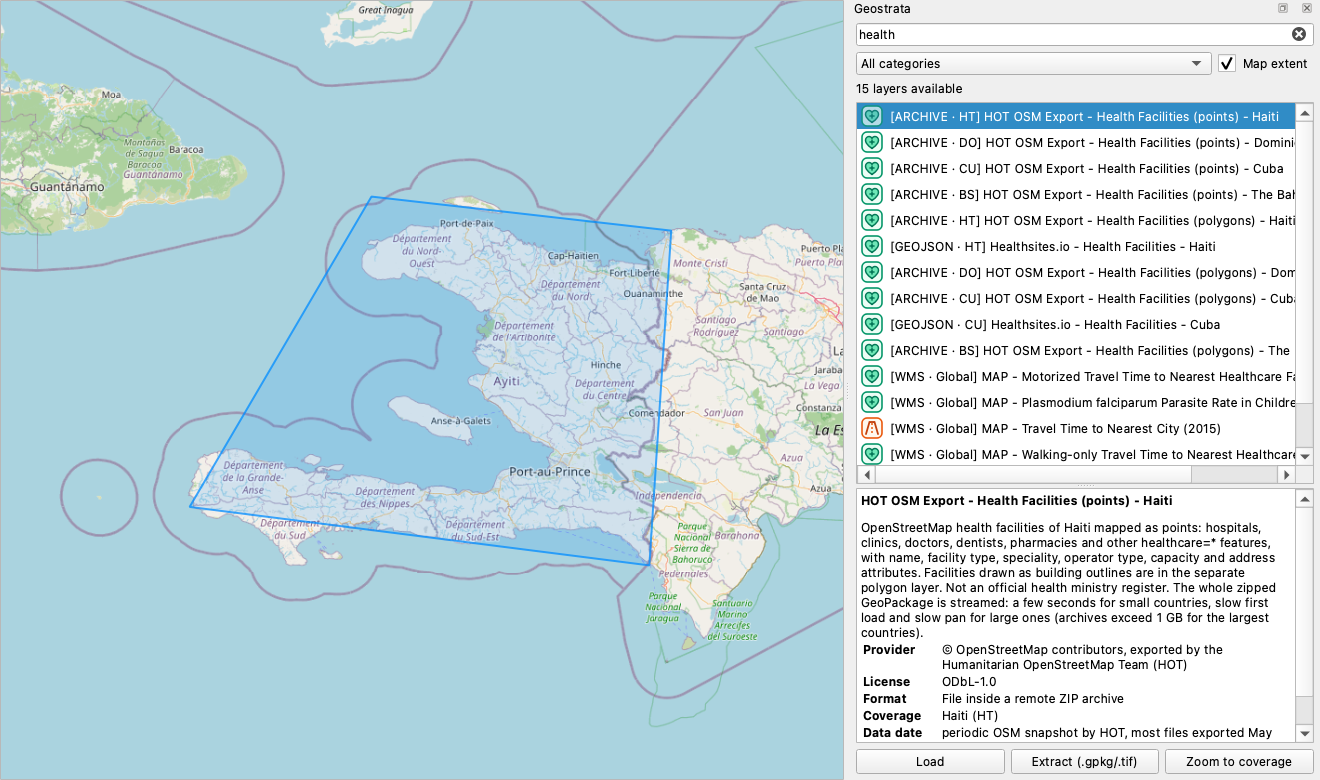 Great Inagua
Moa
Baracoa
Montañas
de Sagua
Baracoa
Guantánamo
Guantánamo
Port-de-Paix
Département
du Nord
Ouest
Cap-Haïtien
Fort-Liberté
Ouanaminthe
Département
du Nord
Monte Cristi
Puerto Pla
Puerto Plat
Santa Cruz
de Mao
Santiago
Rodríguez
Santiago
Département
de l'Artibonite
Hinche
Ayiti
Département
du Centre
La
Jaraba
La Vega
Constanza
Comendador
San Juan
La Es
Anse-à-Galets
Azua
Azua
Port-au-Prince
Département
de la Grande-
Anse
Département
des Nippes
Département
du Sud
Département
du Sud-Est
Independencia
Parque
Nacional
Sierra de
Bahoruco
Barahona
Pedernales
Parque
Nacional
Jaragua
Santuario
Marino
Arrecifes
del Suroeste
Geostrata
health
All categories
Map extent
15 layers available
[ARCHIVE · HT] HOT OSM Export - Health Facilities (points) - Haiti
[ARCHIVE · DO] HOT OSM Export - Health Facilities (points) - Domini
[ARCHIVE · CU] HOT OSM Export - Health Facilities (points) - Cuba
[ARCHIVE · BS] HOT OSM Export - Health Facilities (points) - The Bah
[ARCHIVE · HT] HOT OSM Export - Health Facilities (polygons) - Haiti
[GEOJSON · HT] Healthsites.io - Health Facilities - Haiti
[ARCHIVE · DO] HOT OSM Export - Health Facilities (polygons) - Dom
[ARCHIVE · CU] HOT OSM Export - Health Facilities (polygons) - Cuba
[GEOJSON · CU] Healthsites.io - Health Facilities - Cuba
[ARCHIVE · BS] HOT OSM Export - Health Facilities (polygons) - The
[WMS · Global] MAP - Motorized Travel Time to Nearest Healthcare Fa
[WMS · Global] MAP - Plasmodium falciparum Parasite Rate in Childre
[WMS · Global] MAP - Travel Time to Nearest City (2015)
[WMS · Global] MAP - Walking-only Travel Time to Nearest Healthcare
HOT OSM Export - Health Facilities (points) - Haiti
OpenStreetMap health facilities of Haiti mapped as points: hospitals,
clinics, doctors, dentists, pharmacies and other healthcare=* features,
with name, facility type, speciality, operator type, capacity and address
attributes. Facilities drawn as building outlines are in the separate
polygon layer. Not an official health ministry register. The whole zipped
GeoPackage is streamed: a few seconds for small countries, slow first
load and slow pan for large ones (archives exceed 1 GB for the largest
countries).
Provider © OpenStreetMap contributors, exported by the
Humanitarian OpenStreetMap Team (HOT)
License ODbL-1.0
Format File inside a remote ZIP archive
Coverage Haiti (HT)
Data date periodic OSM snapshot by HOT, most files exported May
Load
Extract (.gpkg/.tif)
Zoom to coverage